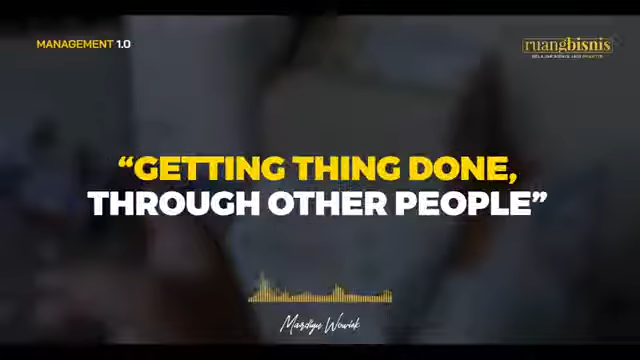 MANAGEMENT 1.0
ruangbisnis
“GETTING THING DONE,
THROUGH OTHER PEOPLE”